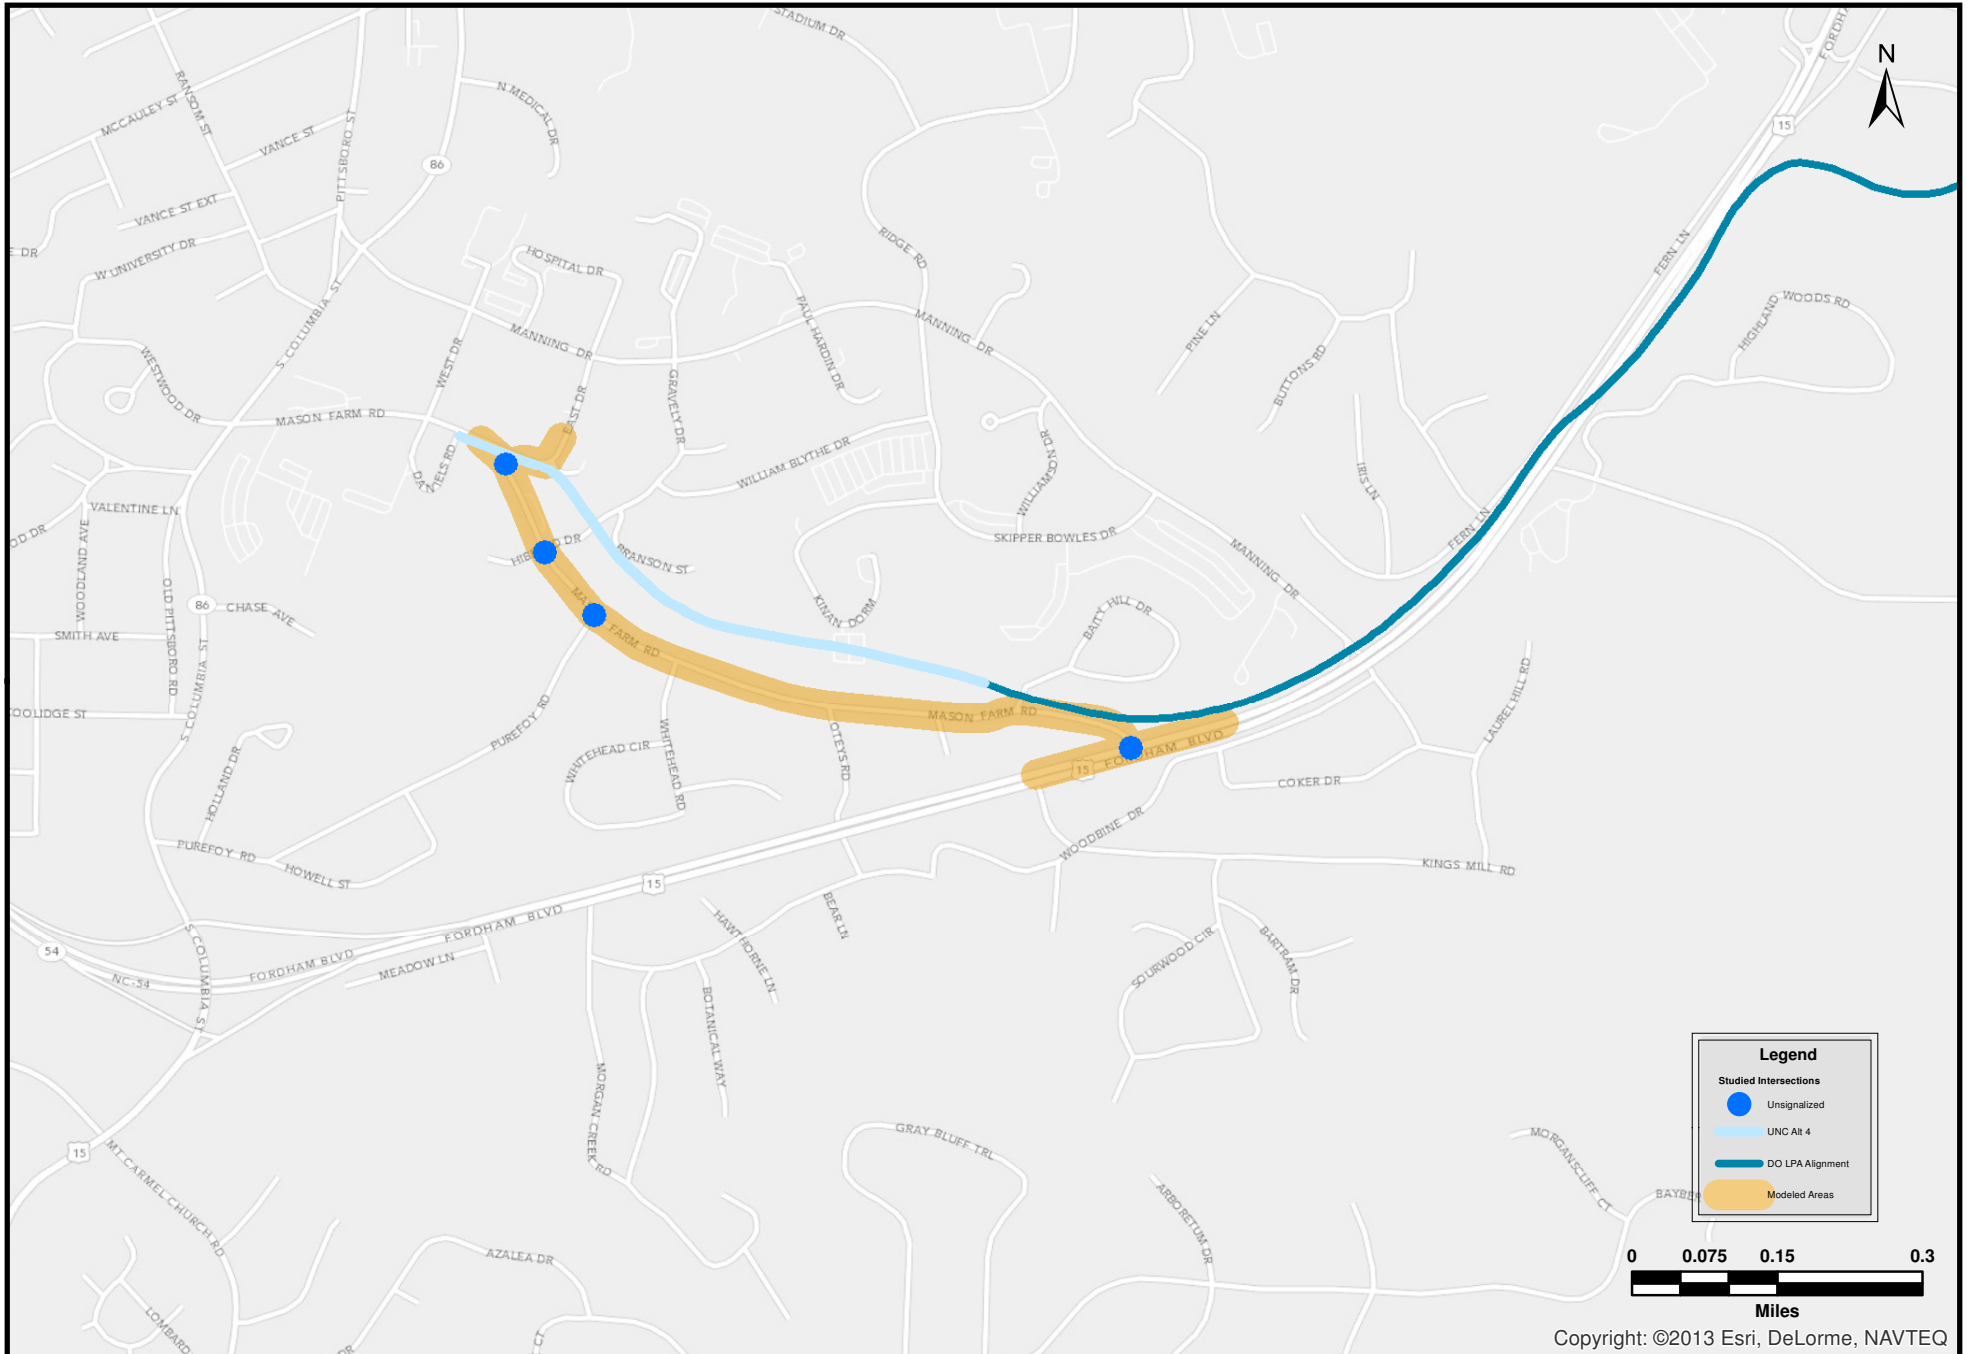 STADIUM DR
FORDHA
N
RANSOM ST
N MEDICAL DR
MCCAULEY ST
PITTSBORO ST
VANCE ST
86
15
VANCE ST EXT
E DR
W UNIVERSITY DR
HOSPITAL DR
RIDGE RD
FERN LN
S COLUMBIA ST
PAUL HARDIN DR
HIGHLAND WOODS RD
MANNING DR
MANNING DR
PINE LN
WESTWOOD DR
WEST DR
BUTTONS RD
GRAVELY DR
EAST DR
MASON FARM RD
DANIELS RD
WILLIAM BLYTHE DR
WILLIAMSON DR
IRIS LN
VALENTINE LN
OD DR
WOODLAND AVE
HIB D DR
BRANSON ST
SKIPPER BOWLES DR
MANNING DR
FERN LN
OLD PITTSBORO RD
86
CHASE AVE
MA FARM RD
KINAN DORM
BAITY HILL DR
SMITH AVE
S COLUMBIA ST
OOLIDGE ST
PUREFOY RD
WHITEHEAD CIR
WHITEHEAD RD
OTEYS RD
MASON FARM RD
15
FO HAM BLVD
LAUREL HILL RD
HOLLAND DR
COKER DR
WOODBINE DR
PUREFOY RD
HOWELL ST
KINGS MILL RD
15
FORDHAM BLVD
BEAR LN
HAWTHORNE LN
S COLUMBIA ST
54
NC-54
FORDHAM BLVD
MEADOW LN
SOURWOOD CIR
BARTRAM DR
BOTANICAL WAY
MORGAN CREEK RD
15
MT CARMEL CHURCH RD
GRAY BLUFF TRL
ARBORETUM DR
MORGANSCLIFF CT
BAYBER
AZALEA DR
LOMBARD
DR
CT
Legend
Studied Intersections
Unsignalized
UNC Alt 4
DO LPA Alignment
Modeled Areas
0 0.075 0.15 0.3
Miles
Copyright: ©2013 Esri, DeLorme, NAVTEQ